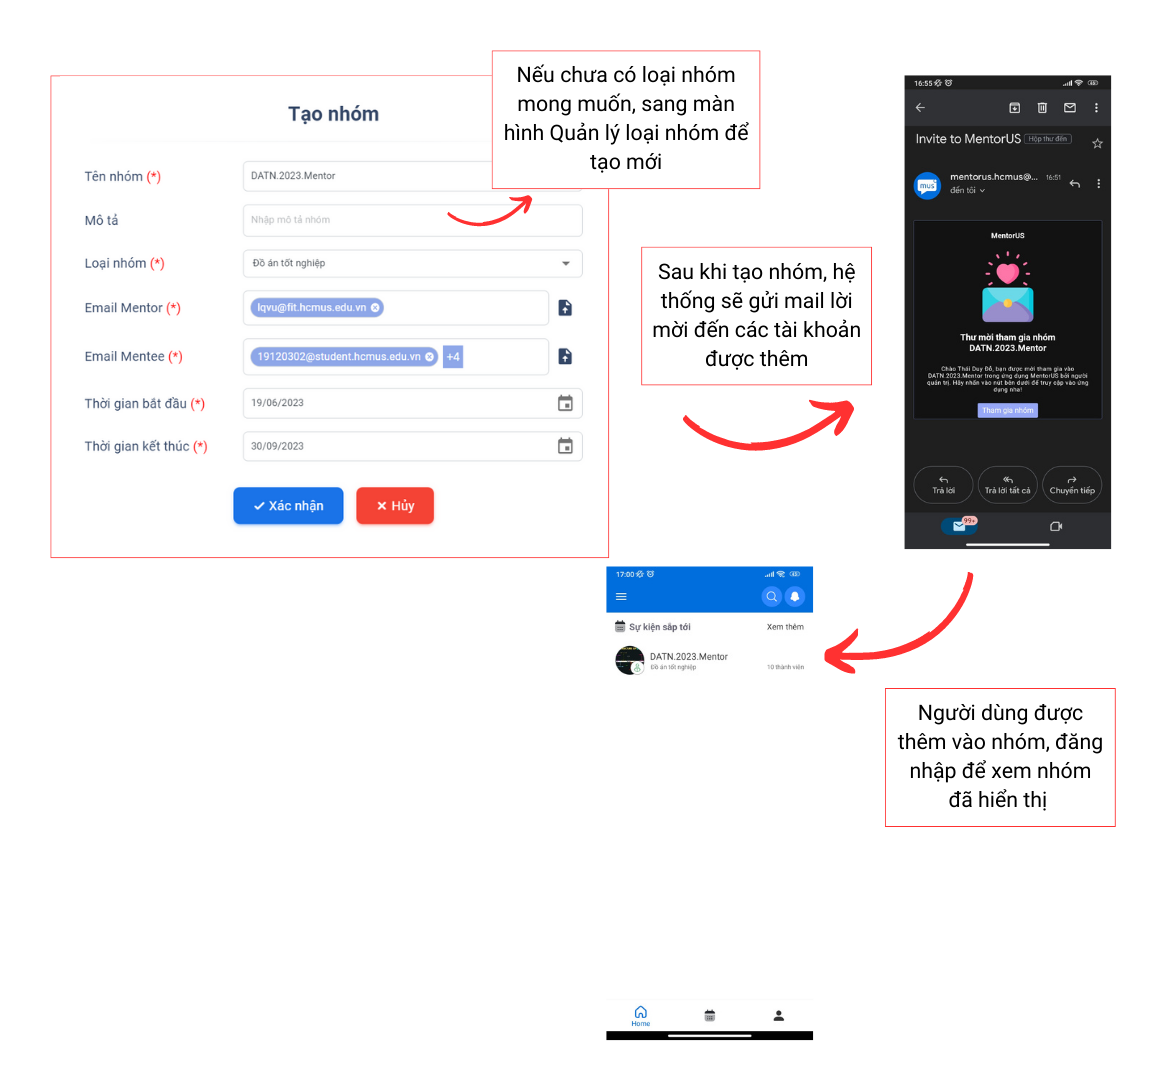 Tạo nhóm
Tên nhóm (*)
DATN.2023.Mentor
Mô tả
Nhập mô tả nhóm
Loại nhóm (*)
Đồ án tốt nghiệp
Email Mentor (*)
lqvu@fit.hcmus.edu.vn
Email Mentee (*)
19120302@student.hcmus.edu.vn
+4
Thời gian bắt đầu (*)
19/06/2023
Thời gian kết thúc (*)
30/09/2023
Xác nhận
Hủy
Nếu chưa có loại nhóm
mong muốn, sang màn
hình Quản lý loại nhóm để
tạo mới
Sau khi tạo nhóm, hệ
thống sẽ gửi mail lời
mời đến các tài khoản
được thêm
16:55
Invite to MentorUS
Hộp thư đến
mus
mentorus.hcmus@...
16:51
đến tôi
MentorUS
Thư mời tham gia nhóm
DATN.2023.Mentor
Chào Thái Duy Đỗ, bạn được mời tham gia vào
DATN.2023.Mentor trong ứng dụng MentorUS bởi người
quản trị. Hãy nhấn vào nút bên dưới để truy cập vào ứng
dụng nha!
Tham gia nhóm
Trả lời
Trả lời tất cả
Chuyển tiếp
99+
17:00
Sự kiện sắp tới
Xem thêm
DATN.2023.Mentor
Đồ án tốt nghiệp
10 thành viên
Home
Người dùng được
thêm vào nhóm, đăng
nhập để xem nhóm
đã hiển thị